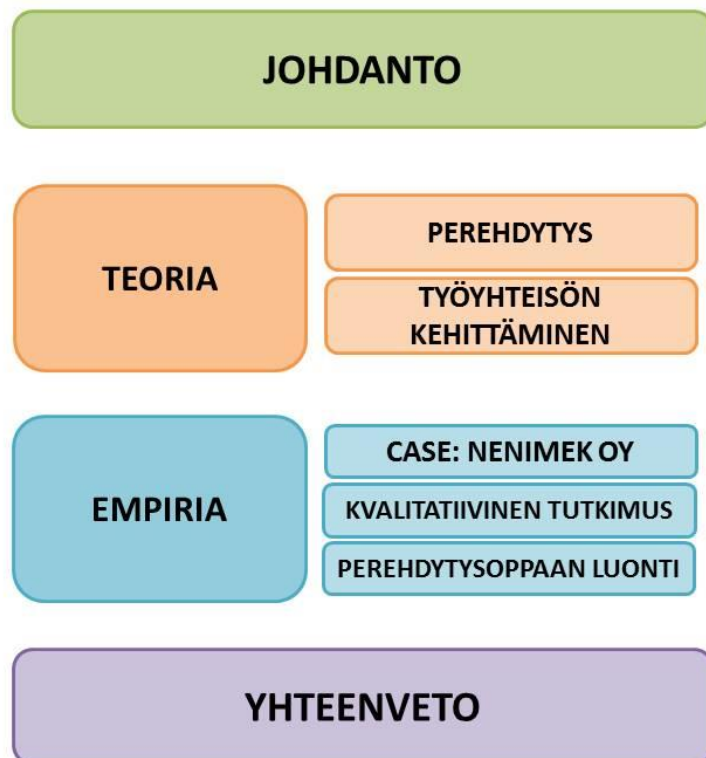 JOHDANTO
TEORIA
PEREHDYTYS
TYÖYHTEISÖN
KEHITTÄMINEN
EMPIRIA
CASE: NENIMEK OY
KVALITATIIVINEN TUTKIMUS
PEREHDYTYSOPPAAN LUONTI
YHTEENVETO